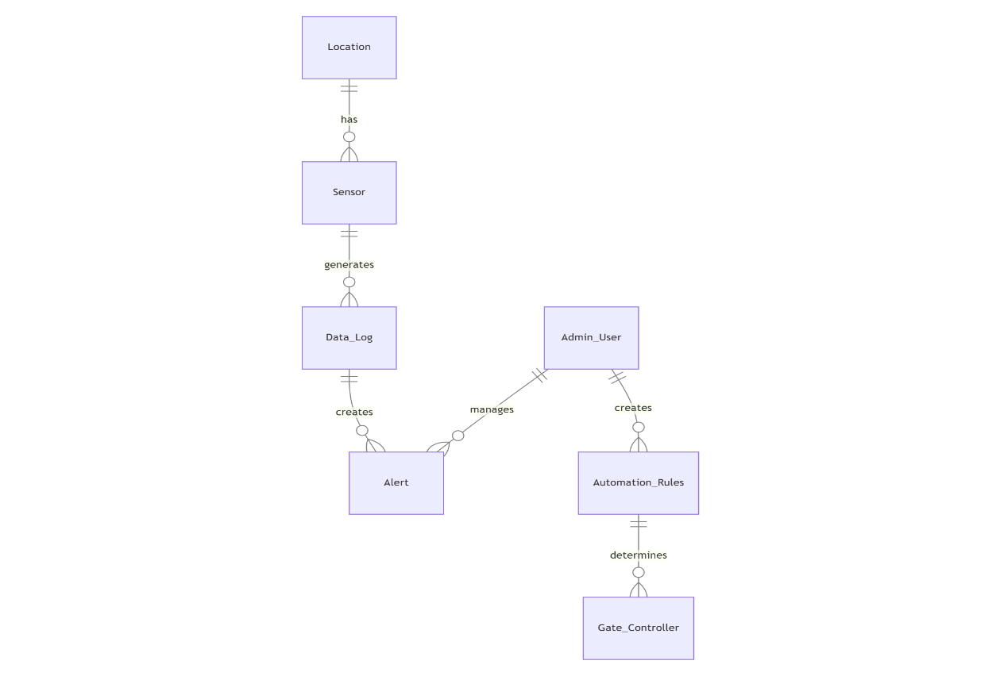 Location
has
Sensor
generates
Data_Log
Admin_User
creates
manages
creates
Alert
Automation_Rules
determines
Gate_Controller